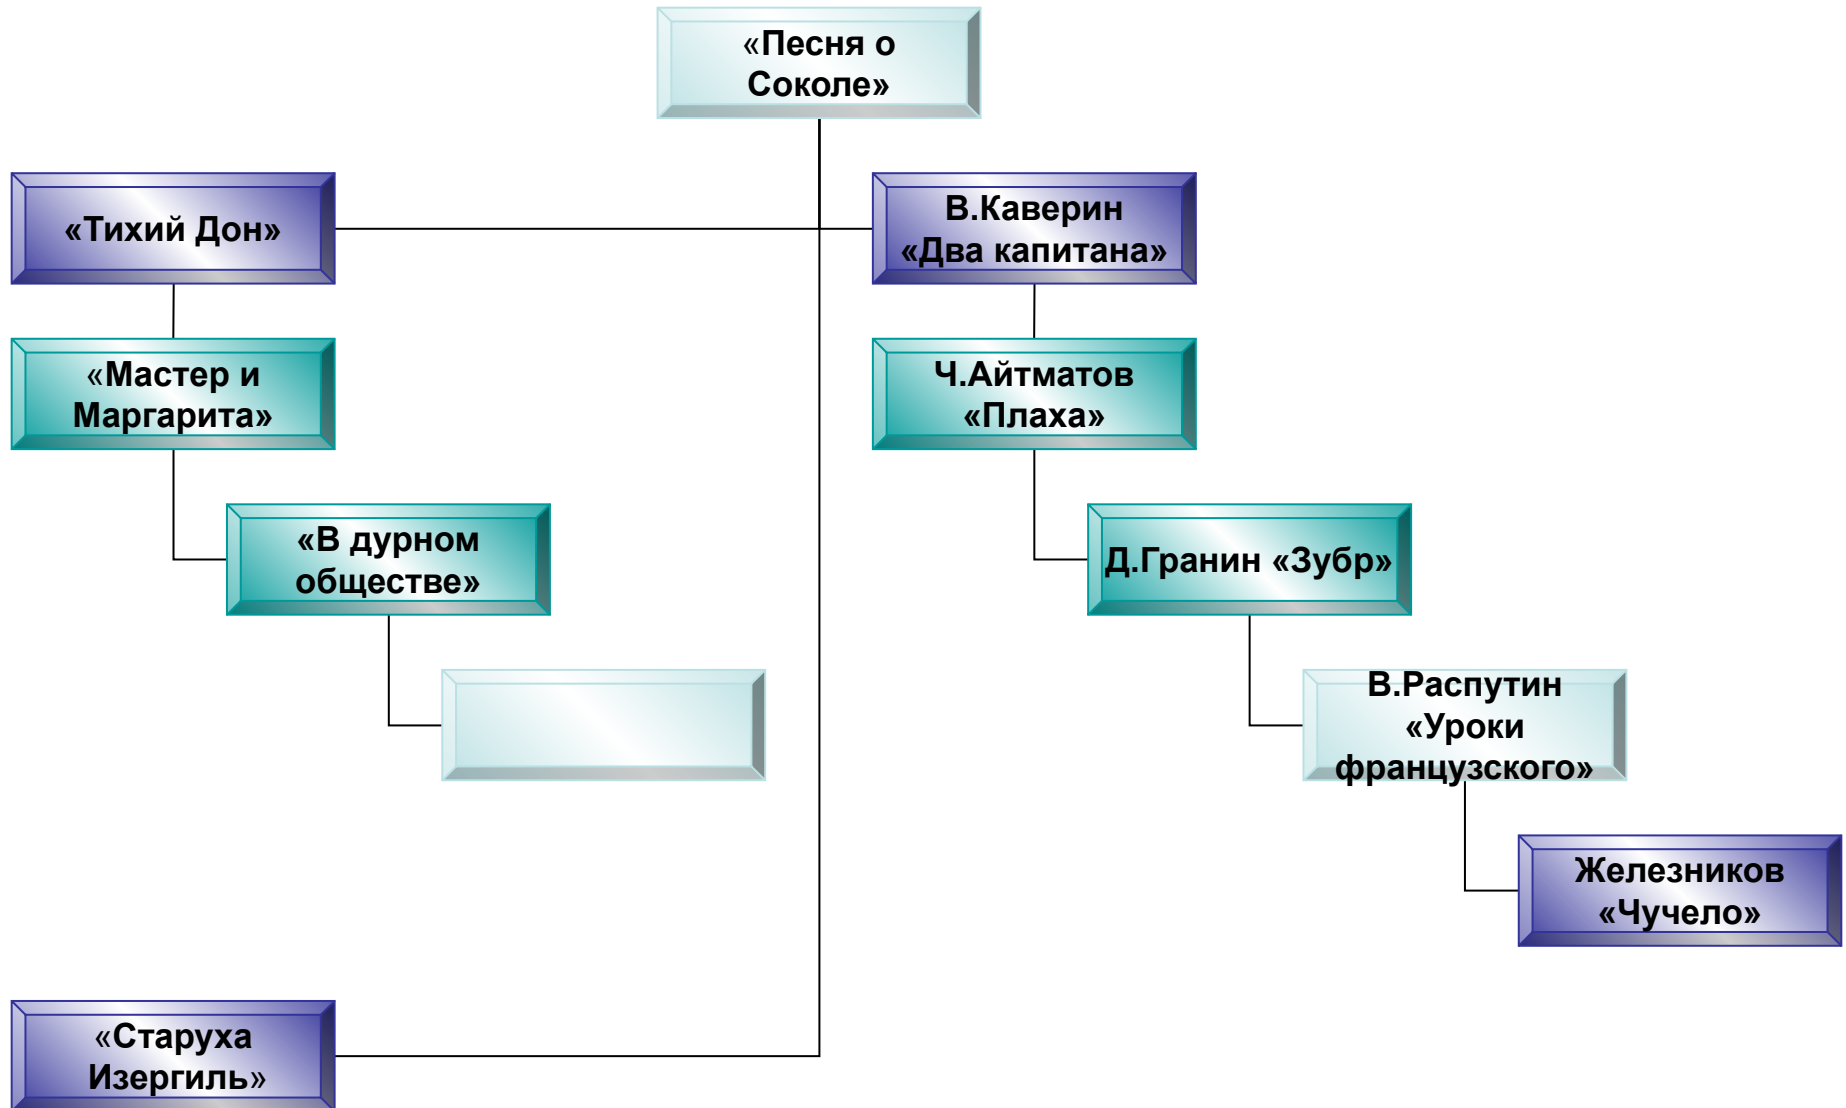 «Песня о
Соколе»
«Тихий Дон»
В.Каверин
«Два капитана»
«Мастер и
Маргарита»
Ч.Айтматов
«Плаха»
«В дурном
обществе»
Д.Гранин «Зубр»
В.Распутин
«Уроки
французского»
Железников
«Чучело»
«Старуха
Изергиль»